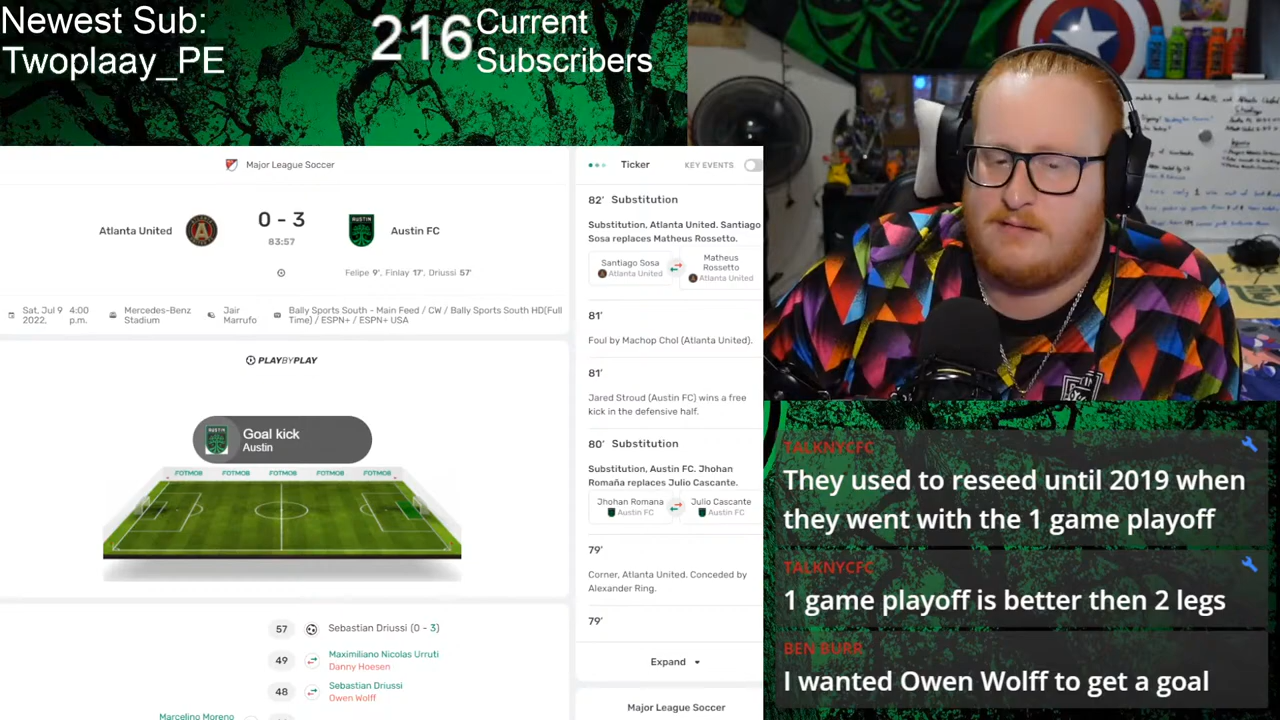 Newest Sub:
Twoplaay_PE
216
Current
Subscribers
Major League Soccer
Atlanta United
0 - 3
83:57
AUSTIN
Austin FC
Felipe 9', Finlay 17', Driussi 57'
Sat, Jul 9
2022,
4:00
p.m.
Mercedes-Benz
Stadium
Jair
Marrufo
Bally Sports South - Main Feed / CW / Bally Sports South HD(Full
Time) / ESPN+ / ESPN+ USA
PLAYBYPLAY
Goal kick
Austin
FOTMOB FOTMOB FOTMOB FOTMOB FOTMOB
57 Sebastian Driussi (0 - 3)
49 Maximiliano Nicolas Urruti
Danny Hoesen
48 Sebastian Driussi
Owen Wolff
Marcelino Moreno
Ticker
KEY EVENTS
82' Substitution
Substitution, Atlanta United. Santiago
Sosa replaces Matheus Rossetto.
Santiago Sosa
Atlanta United
Matheus
Rossetto
Atlanta United
81'
Foul by Machop Chol (Atlanta United).
81'
Jared Stroud (Austin FC) wins a free
kick in the defensive half.
80' Substitution
Substitution, Austin FC. Jhohan
Romaña replaces Julio Cascante.
Jhohan Romana
Austin FC
Julio Cascante
Austin FC
79'
Corner, Atlanta United. Conceded by
Alexander Ring.
79'
Expand
Major League Soccer
TALKNYCFC
They used to reseed until 2019 when
they went with the 1 game playoff
TALKNYCFC
1 game playoff is better then 2 legs
BEN BURR
I wanted Owen Wolff to get a goal